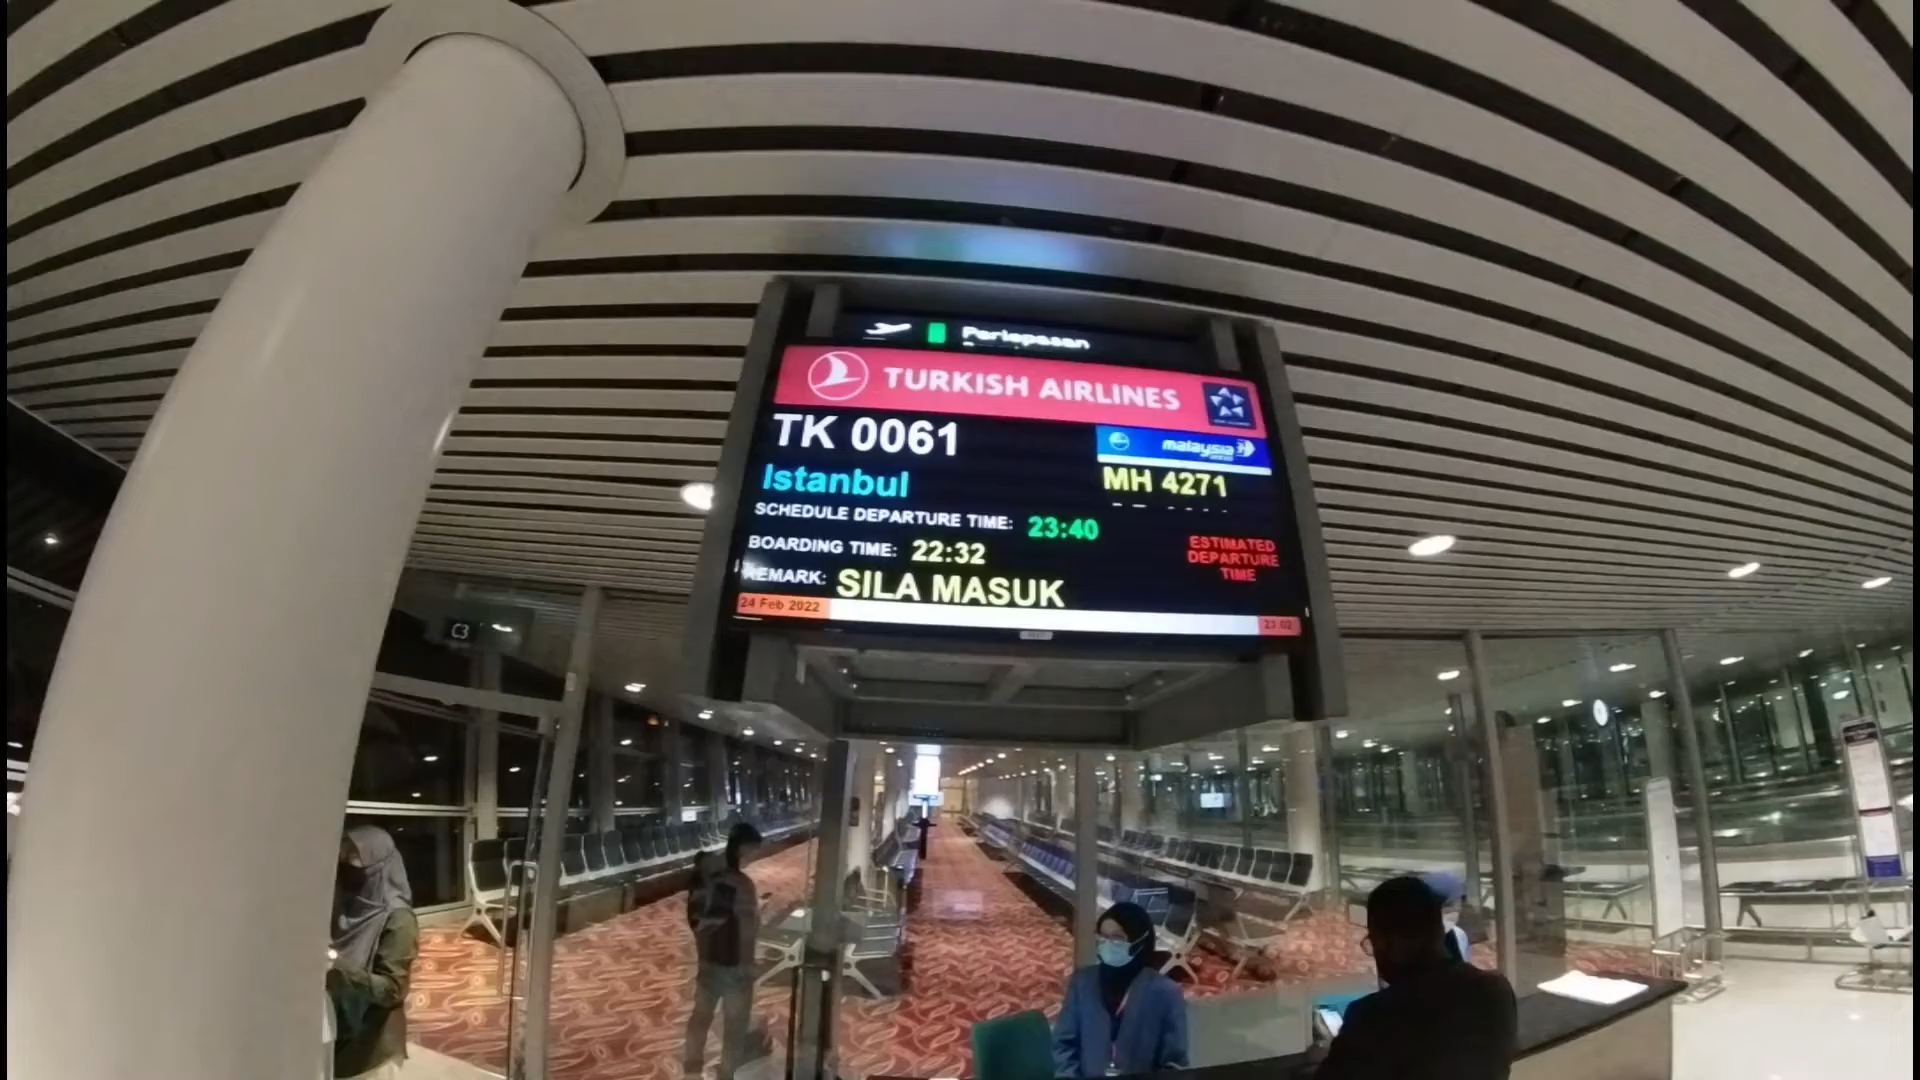 Perlepasan
TURKISH AIRLINES
TK 0061
malaysia
Istanbul
MH 4271
SCHEDULE DEPARTURE TIME: 23:40
BOARDING TIME: 22:32
ESTIMATED
DEPARTURE
TIME
REMARK: SILA MASUK
24 Feb 2022
23:02
C3